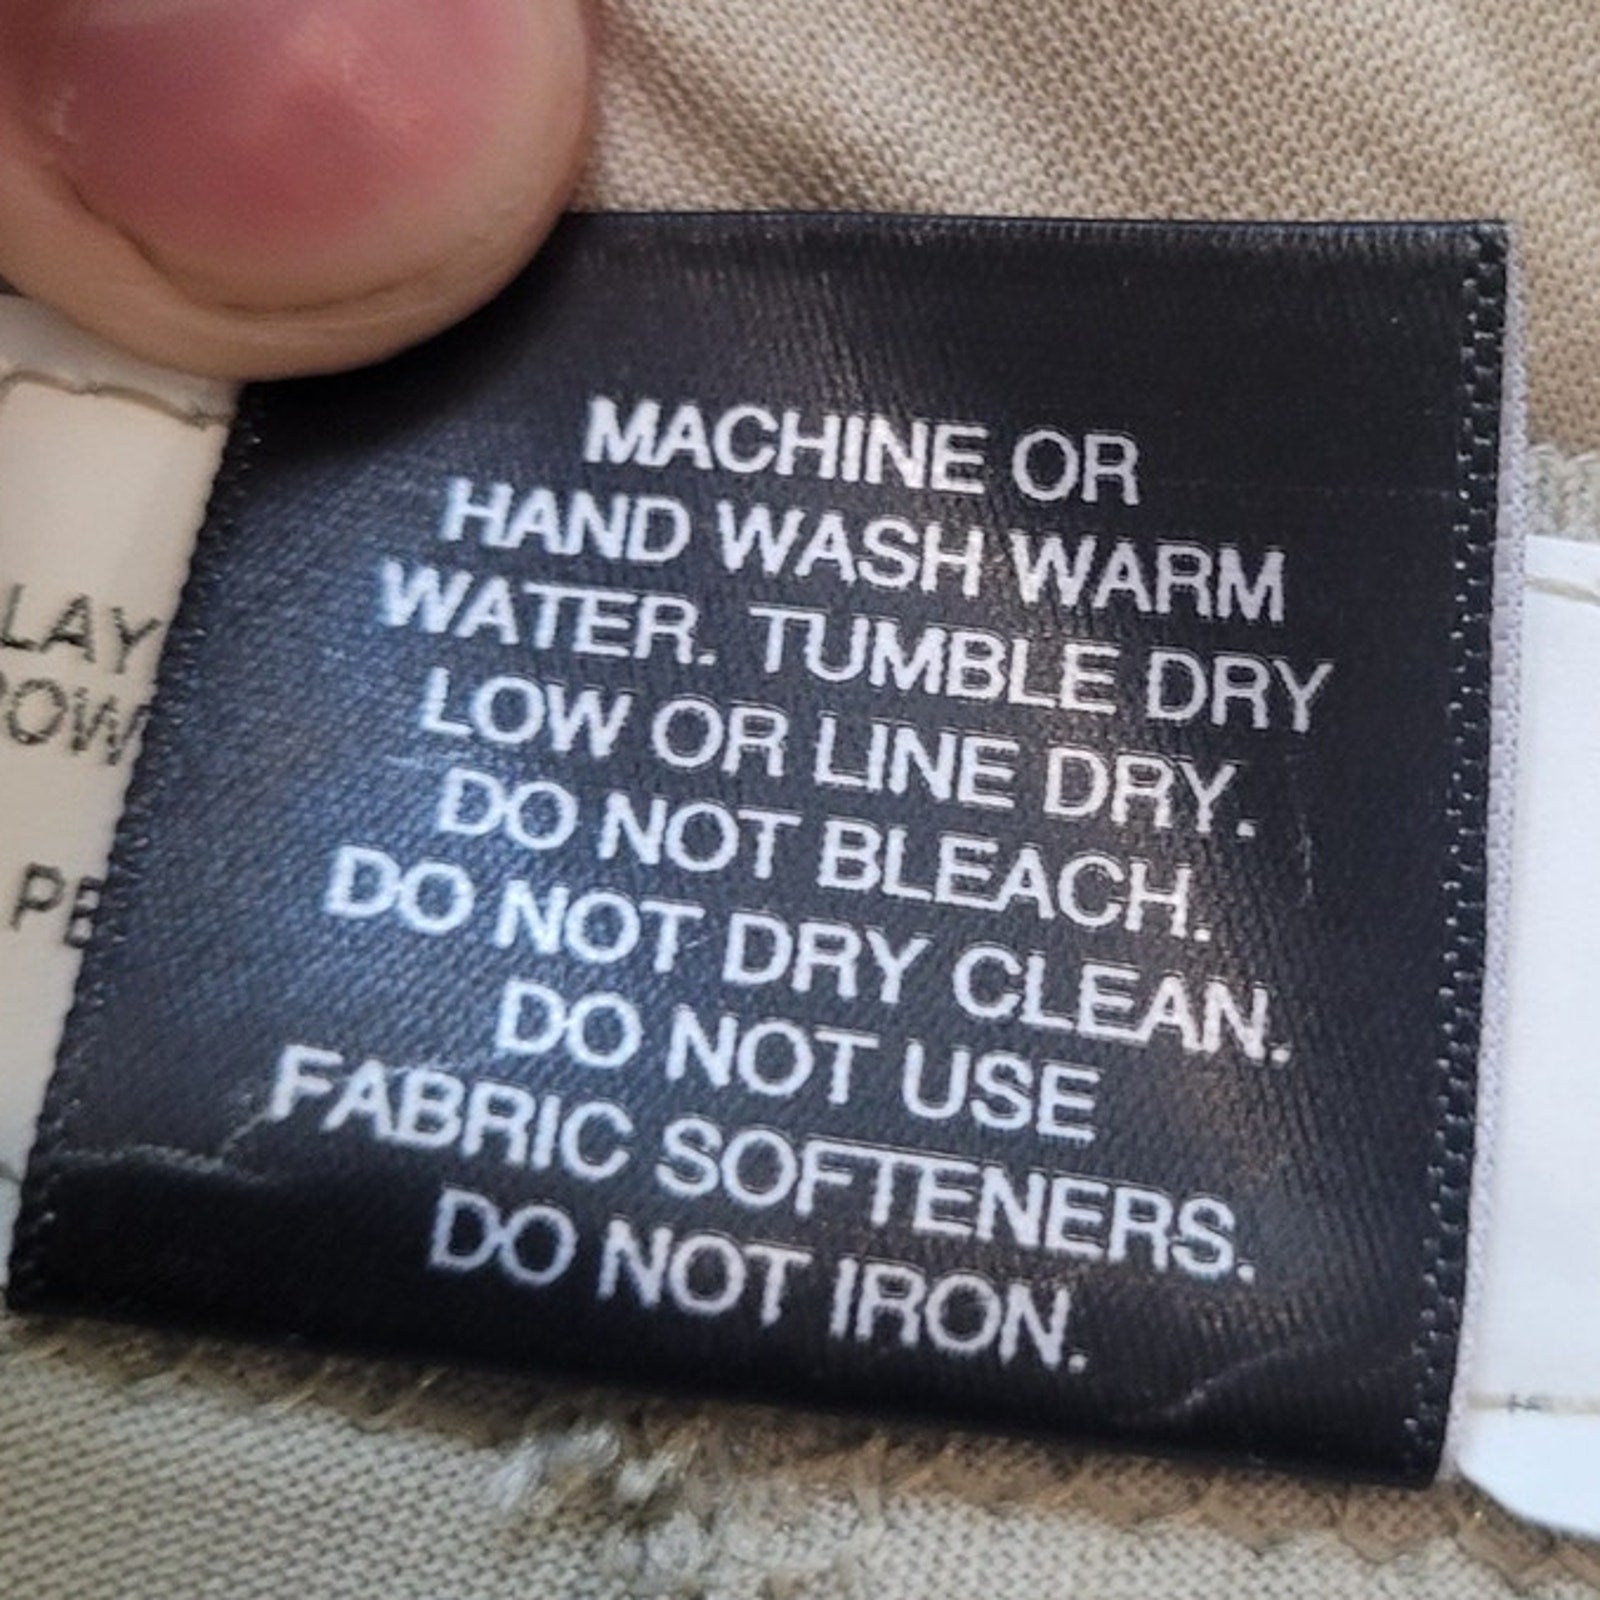 MACHINE OR
HAND WASH WARM
WATER. TUMBLE DRY
LOW OR LINE DRY.
DO NOT BLEACH.
DO NOT DRY CLEAN.
DO NOT USE
FABRIC SOFTENERS.
DO NOT IRON.
LAY